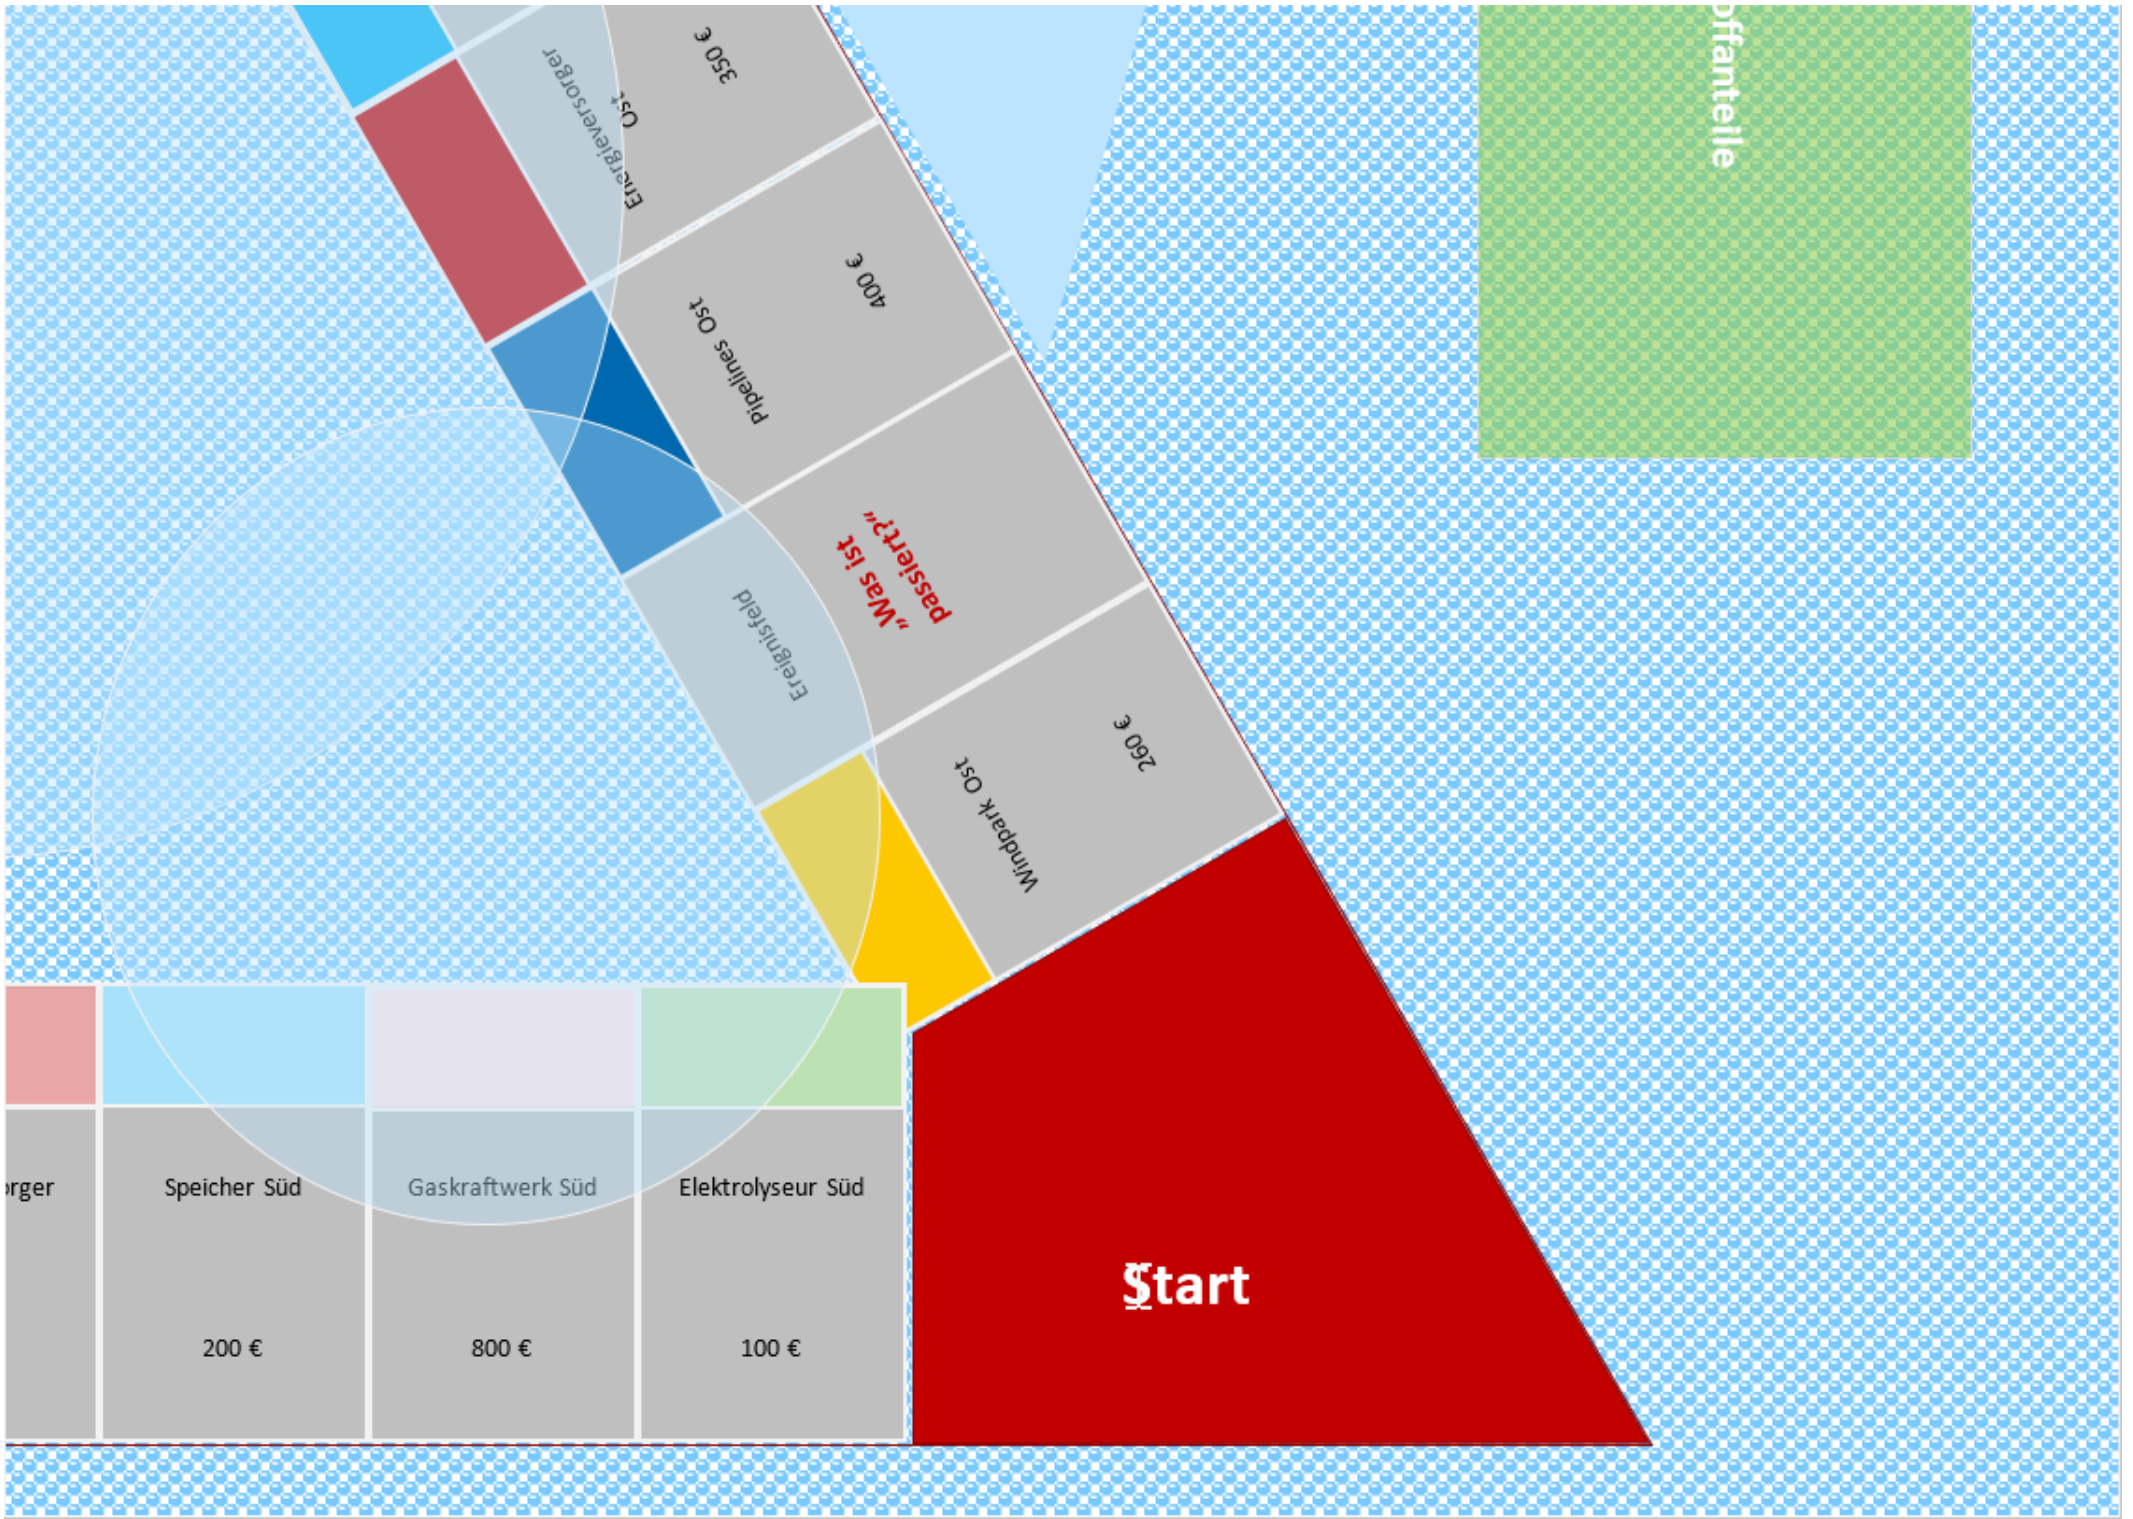 350 €
Energieversorger
Ost
400 €
Pipelines Ost
„Was ist
passiert?“
Ereignisfeld
260 €
Windpark Ost
Speicher Süd
200 €
Gaskraftwerk Süd
800 €
Elektrolyseur Süd
100 €
Start